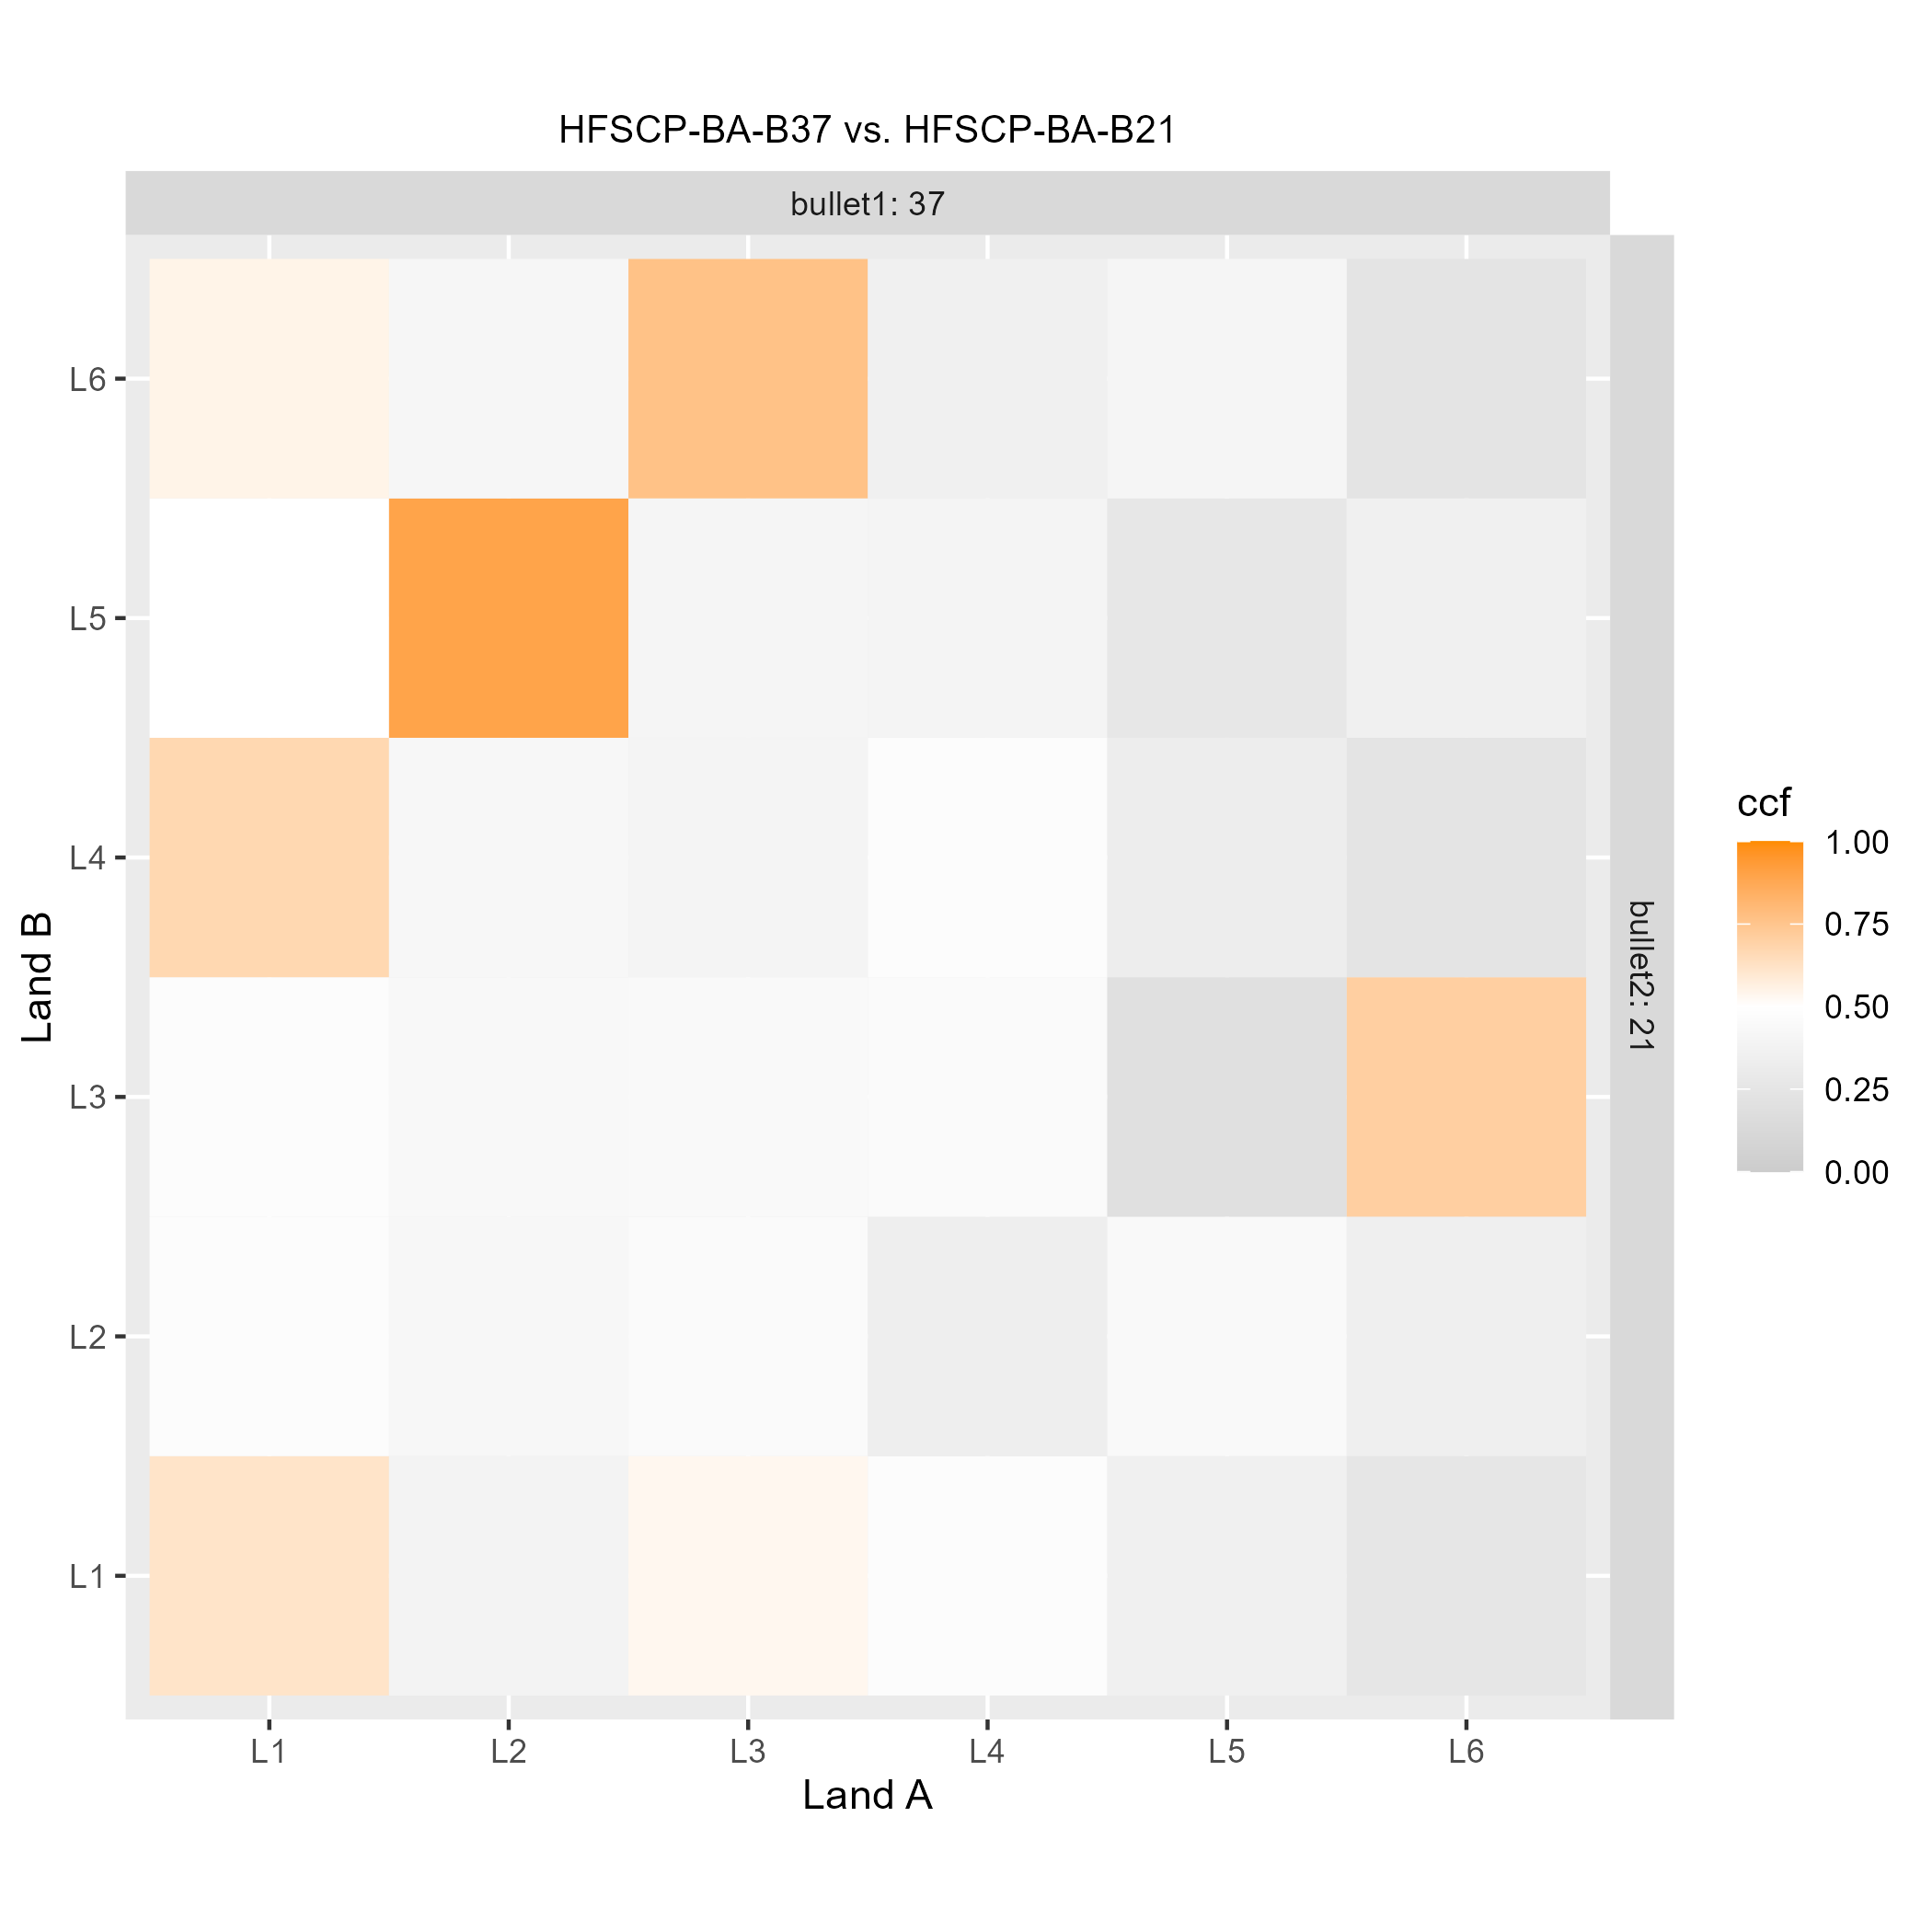 HFSCP-BA-B37 vs. HFSCP-BA-B21
bullet1: 37
L6
L5
L4
L3
L2
L1
Land B
bullet2: 21
L1 L2 L3 L4 L5 L6
Land A
ccf
1.00
0.75
0.50
0.25
0.00